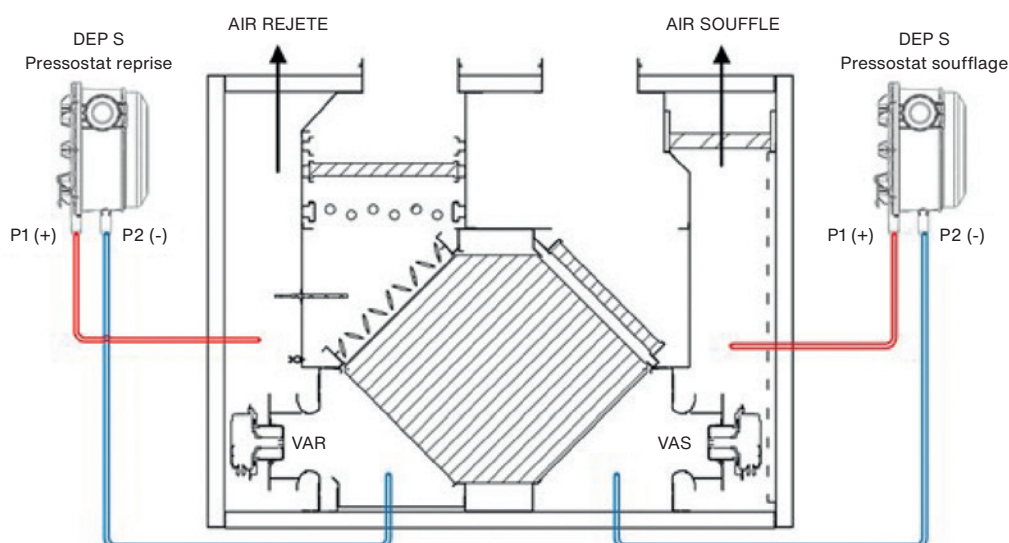 AIR REJETE
AIR SOUFFLE
DEP S
Pressostat reprise
DEP S
Pressostat soufflage
P1 (+)
P2 (-)
P1 (+)
P2 (-)
VAR
VAS